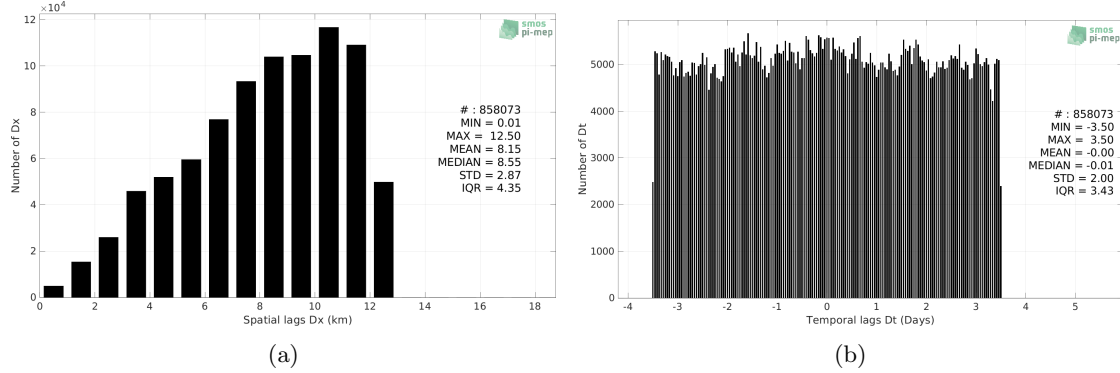 ×10⁴
12
10
8
6
4
2
0
Number of Dx
0 2 4 6 8 10 12 14 16 18
Spatial lags Dx (km)
smos
pi-mep
# : 858073
MIN = 0.01
MAX = 12.50
MEAN = 8.15
MEDIAN = 8.55
STD = 2.87
IQR = 4.35
(a)
5000
4000
3000
2000
1000
0
Number of Dt
-4 -3 -2 -1 0 1 2 3 4 5
Temporal lags Dt (Days)
smos
pi-mep
# : 858073
MIN = -3.50
MAX = 3.50
MEAN = -0.00
MEDIAN = -0.01
STD = 2.00
IQR = 3.43
(b)